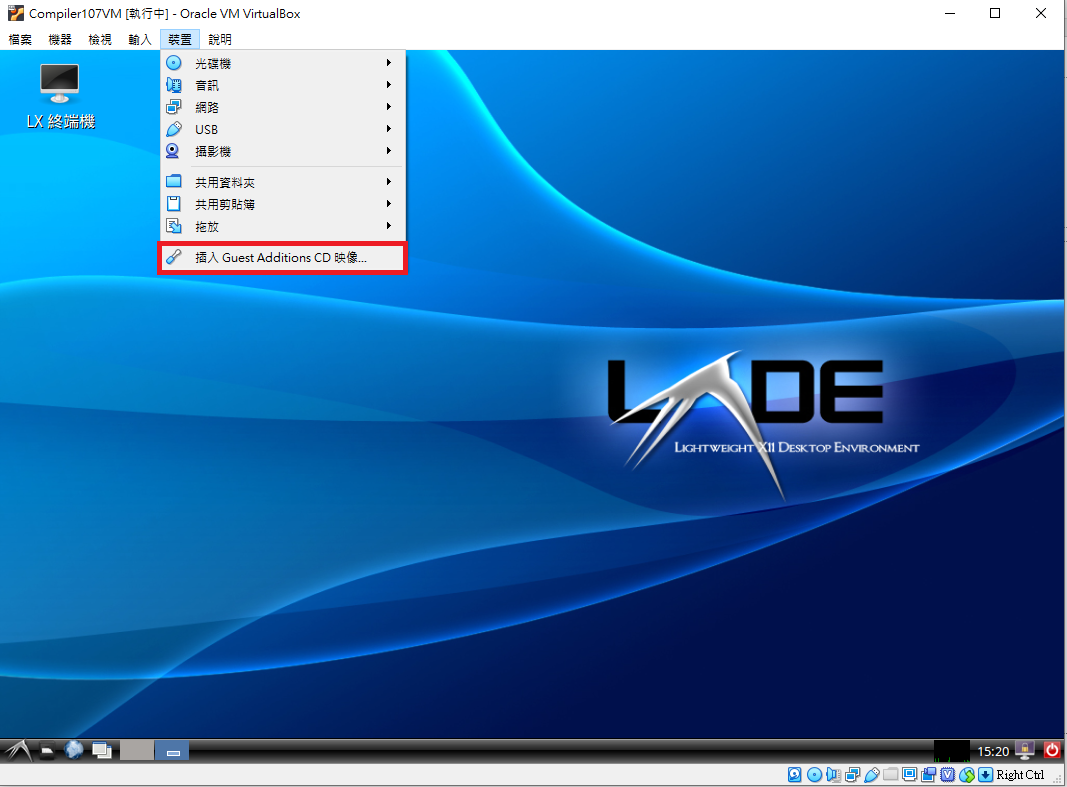 Compiler107VM [執行中] - Oracle VM VirtualBox
檔案 機器 檢視 輸入 裝置 說明
光碟機
音訊
網路
USB
攝影機
共用資料夾
共用剪貼簿
拖放
插入 Guest Additions CD 映像...
LX 終端機
LXDE
Lightweight X11 Desktop Environment
15:20
Right Ctrl